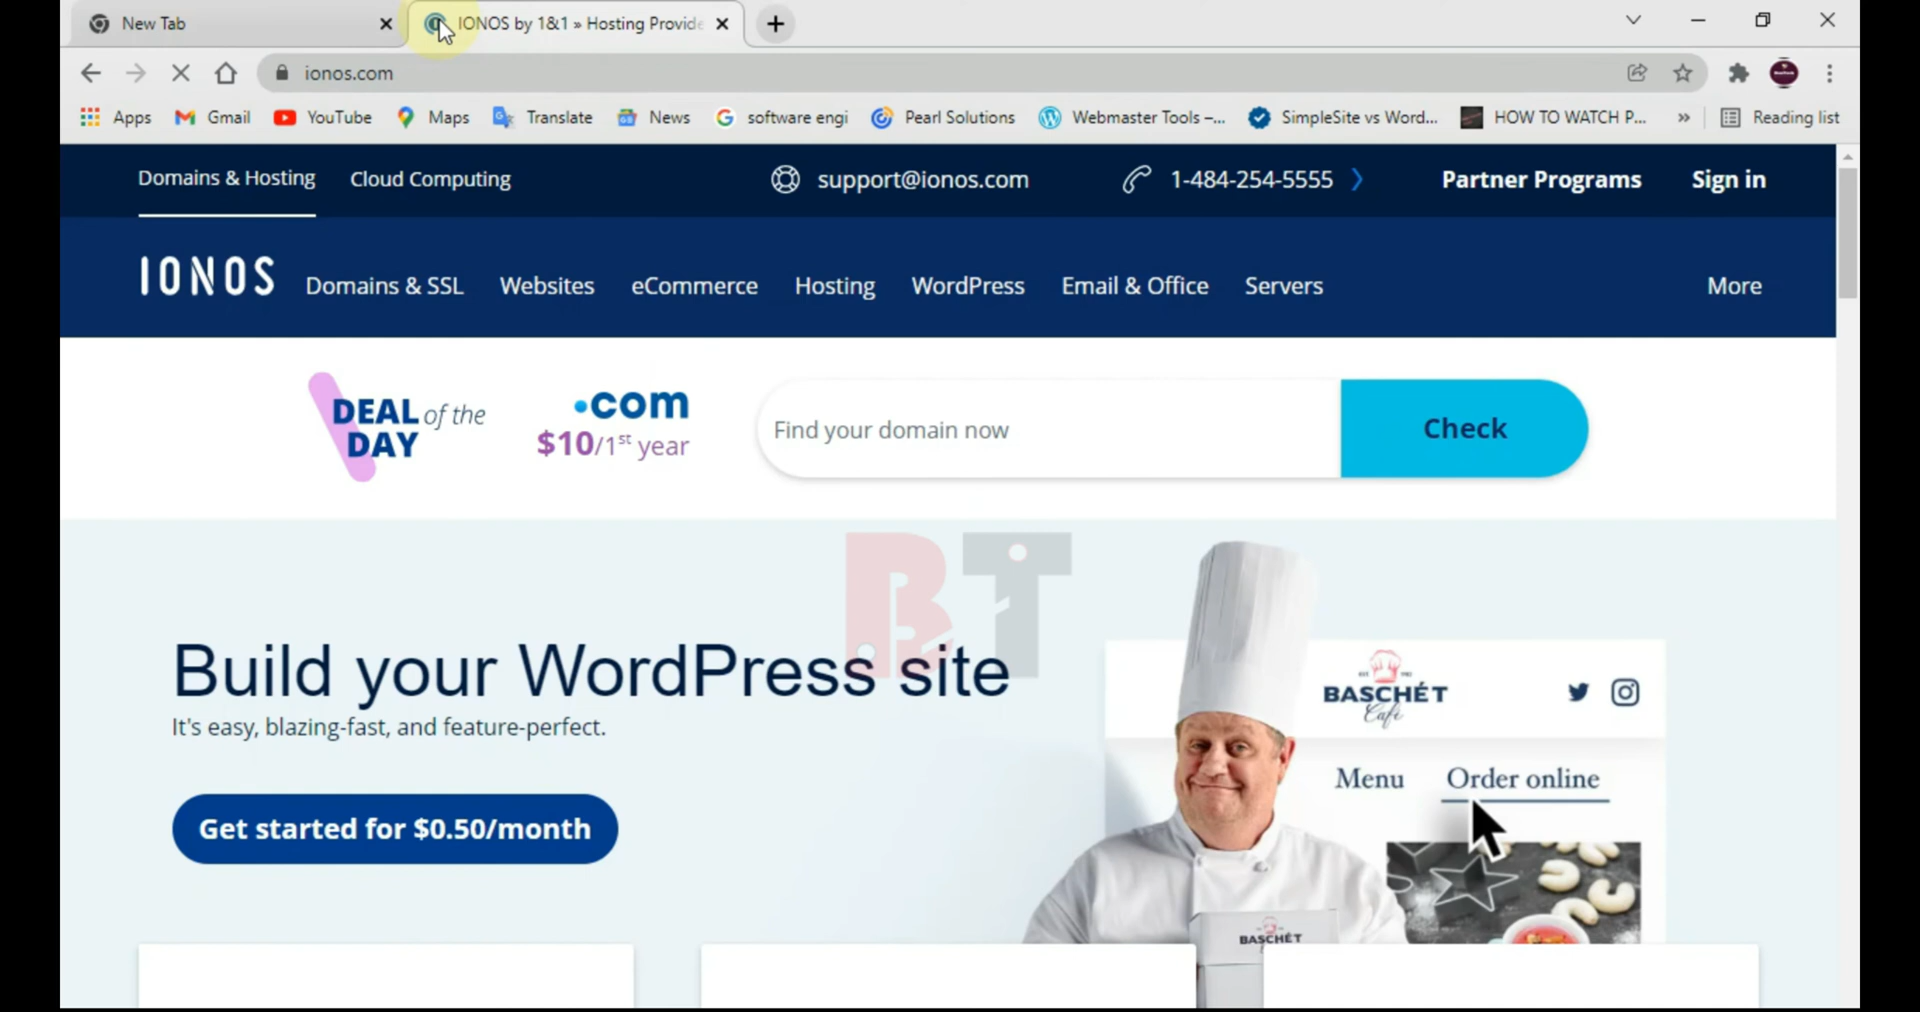 New Tab
IONOS by 1&1 » Hosting Provide
ionos.com
Apps
Gmail
YouTube
Maps
Translate
News
software engi
Pearl Solutions
Webmaster Tools –...
SimpleSite vs Word...
HOW TO WATCH P...
»
Reading list
Domains & Hosting
Cloud Computing
support@ionos.com
1-484-254-5555
Partner Programs
Sign in
IONOS
Domains & SSL
Websites
eCommerce
Hosting
WordPress
Email & Office
Servers
More
DEAL of the
DAY
.com
$10/1st year
Find your domain now
Check
BT
Build your WordPress site
It's easy, blazing-fast, and feature-perfect.
Get started for $0.50/month
BASCHÉT
Café
Menu
Order online
BASCHÉT